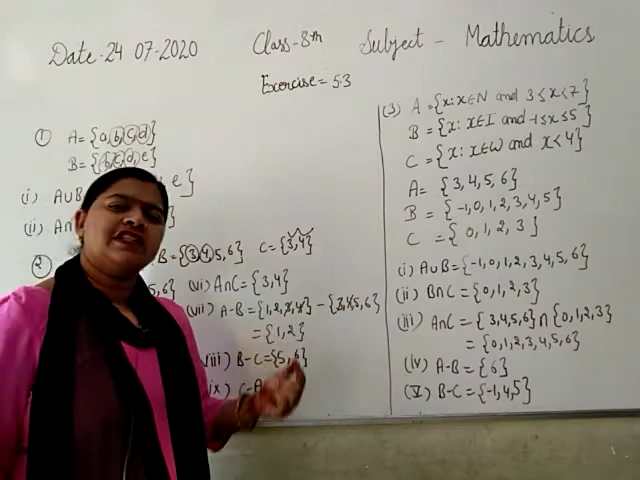 Date-24 07-2020 Class-8th Subject - Mathematics
Exercise = 5.3
① A = {a,b,c,d}
B = {b,c,d,e}
(i) A∪B e}
(ii) A∩ }
② B = {3,4,5,6} C = {3,4}
5,6} (vi) A∩C = {3,4}
(vii) A-B = {1,2,3,4} - {3,4,5,6}
= {1,2}
viii) B-C = {5,6}
ix) C-A
(3) A = {x: x∈N and 3≤x<7}
B = {x: x∈I and -1≤x≤5}
C = {x: x∈W and x<4}
A = {3,4,5,6}
B = {-1,0,1,2,3,4,5}
C = {0,1,2,3}
(i) A∪B = {-1,0,1,2,3,4,5,6}
(ii) B∩C = {0,1,2,3}
(iii) A∩C = {3,4,5,6} ∩ {0,1,2,3}
= {0,1,2,3,4,5,6}
(iv) A-B = {6}
(V) B-C = {-1,4,5}